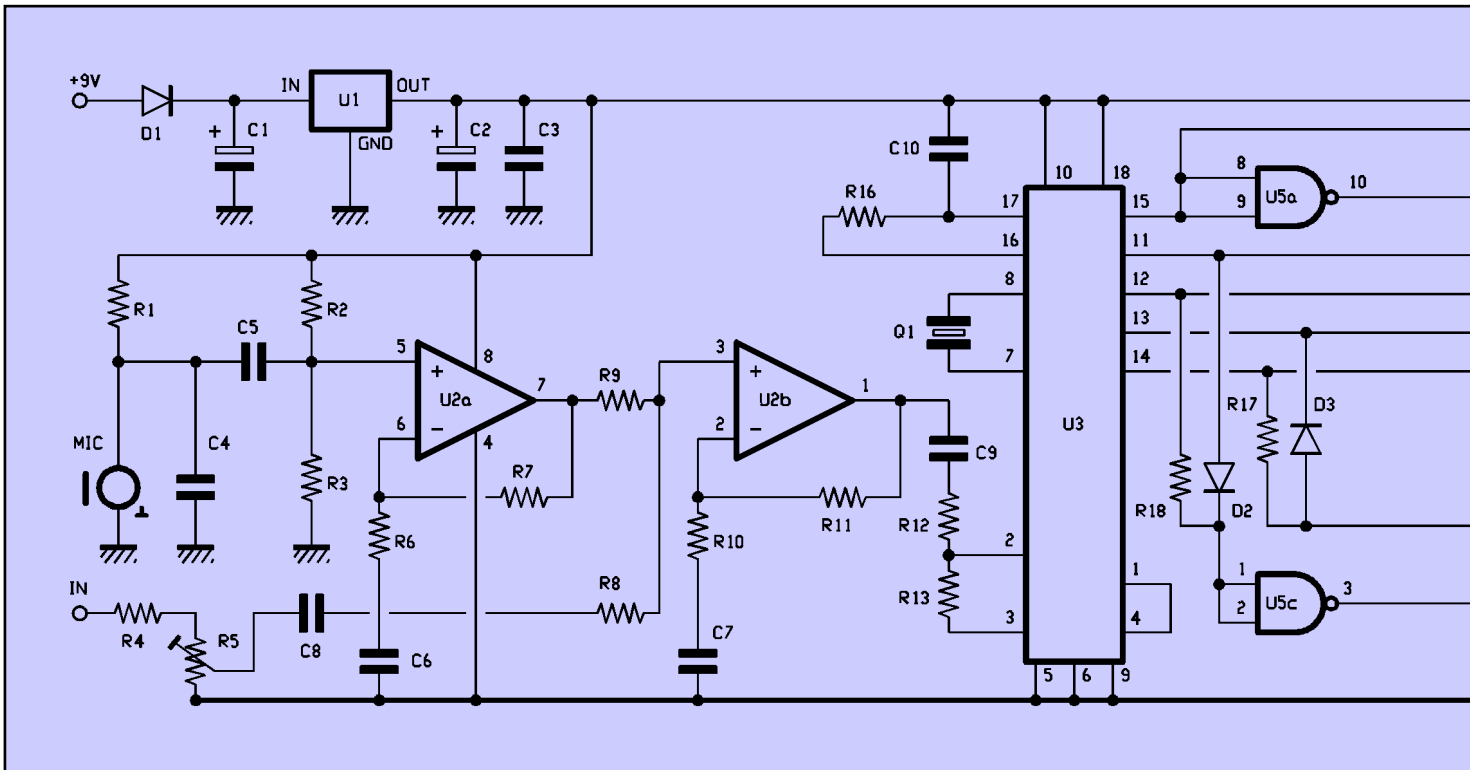 +9V
IN
OUT
U1
GND
D1
+
C1
+
C2
C3
C10
10
18
8
9
U5a
10
R16
17
15
16
11
8
12
7
13
14
Q1
R1
R2
C5
5
+
8
7
U2a
6
−
4
R9
3
+
1
U2b
2
−
U3
R17
D3
MIC
C4
R3
R7
C9
R11
R12
R18
D2
R6
R10
2
1
R8
R13
1
2
U5c
3
IN
3
4
R4
R5
C8
C6
C7
5
6
9